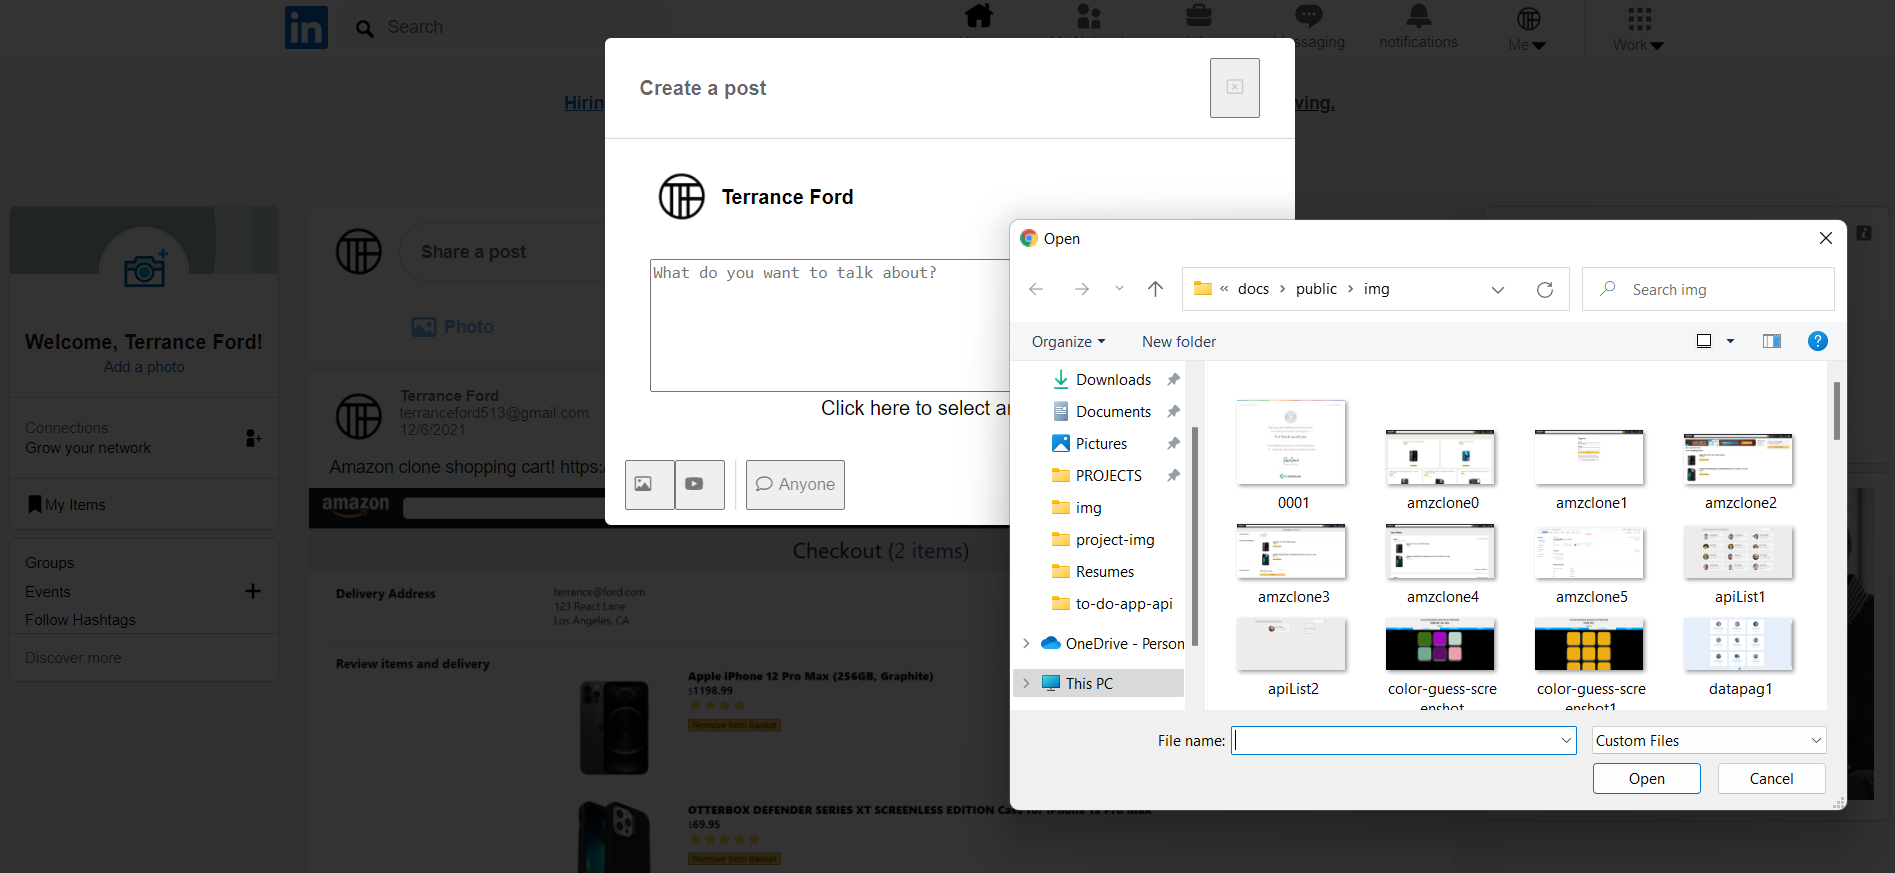 in
Search
Messaging
notifications
Me
Work
Hirin
ving.
Create a post
Terrance Ford
What do you want to talk about?
Click here to select a
Anyone
Share a post
Photo
Welcome, Terrance Ford!
Add a photo
Connections
Grow your network
My Items
Groups
Events
Follow Hashtags
Discover more
Terrance Ford
terranceford513@gmail.com
12/6/2021
Amazon clone shopping cart! https:
amazon
Checkout (2 items)
Delivery Address
terrance@ford.com
123 React Lane
Los Angeles, CA
Review items and delivery
Apple iPhone 12 Pro Max (256GB, Graphite)
$1198.99
Remove from Basket
OTTERBOX DEFENDER SERIES XT SCREENLESS EDITION Case for iPhone 13 Pro Max
$69.95
Remove from Basket
Open
« docs > public > img
Search img
Organize
New folder
Downloads
Documents
Pictures
PROJECTS
img
project-img
Resumes
to-do-app-api
OneDrive - Person
This PC
0001
amzclone0
amzclone1
amzclone2
amzclone3
amzclone4
amzclone5
apiList1
apiList2
color-guess-scre
enshot
color-guess-scre
enshot1
datapag1
File name:
Custom Files
Open
Cancel